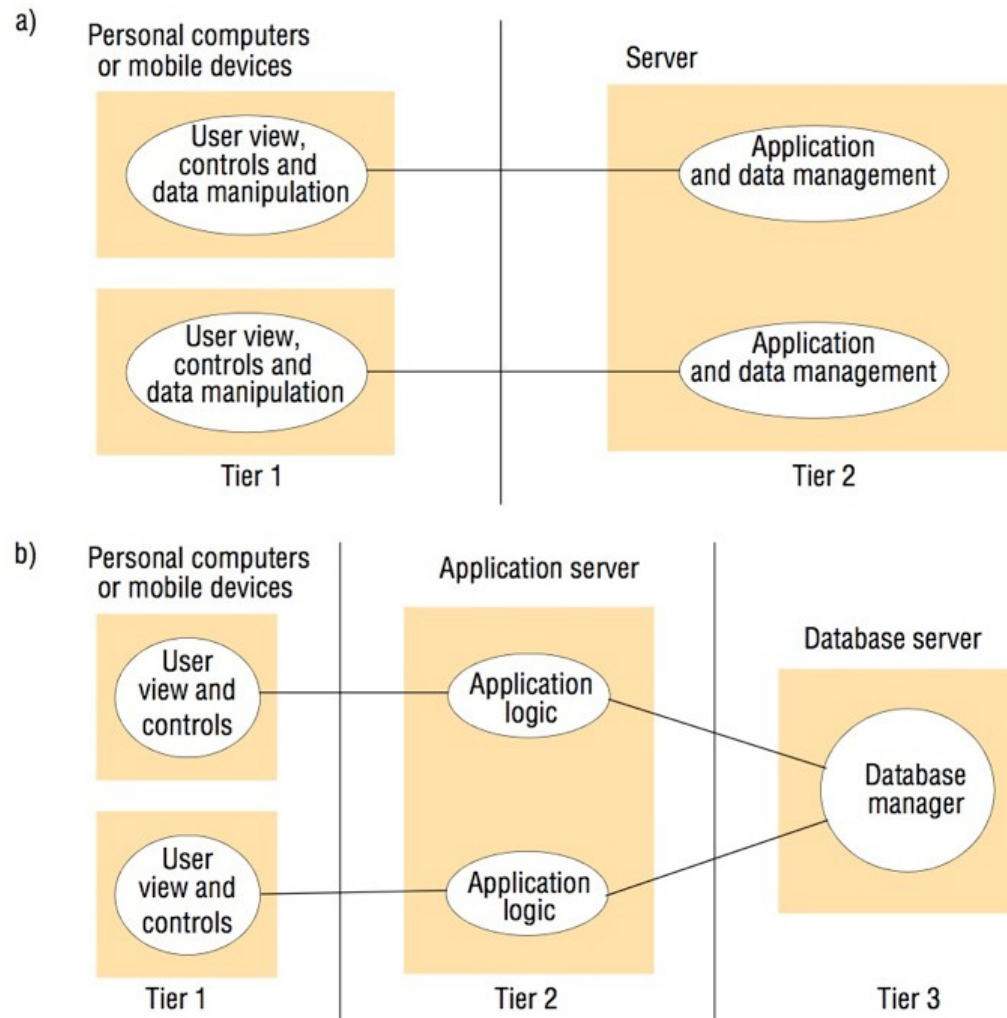 a)
Personal computers
or mobile devices
Server
User view,
controls and
data manipulation
Application
and data management
User view,
controls and
data manipulation
Application
and data management
Tier 1
Tier 2
b)
Personal computers
or mobile devices
Application server
Database server
User
view and
controls
Application
logic
Database
manager
User
view and
controls
Application
logic
Tier 1
Tier 2
Tier 3